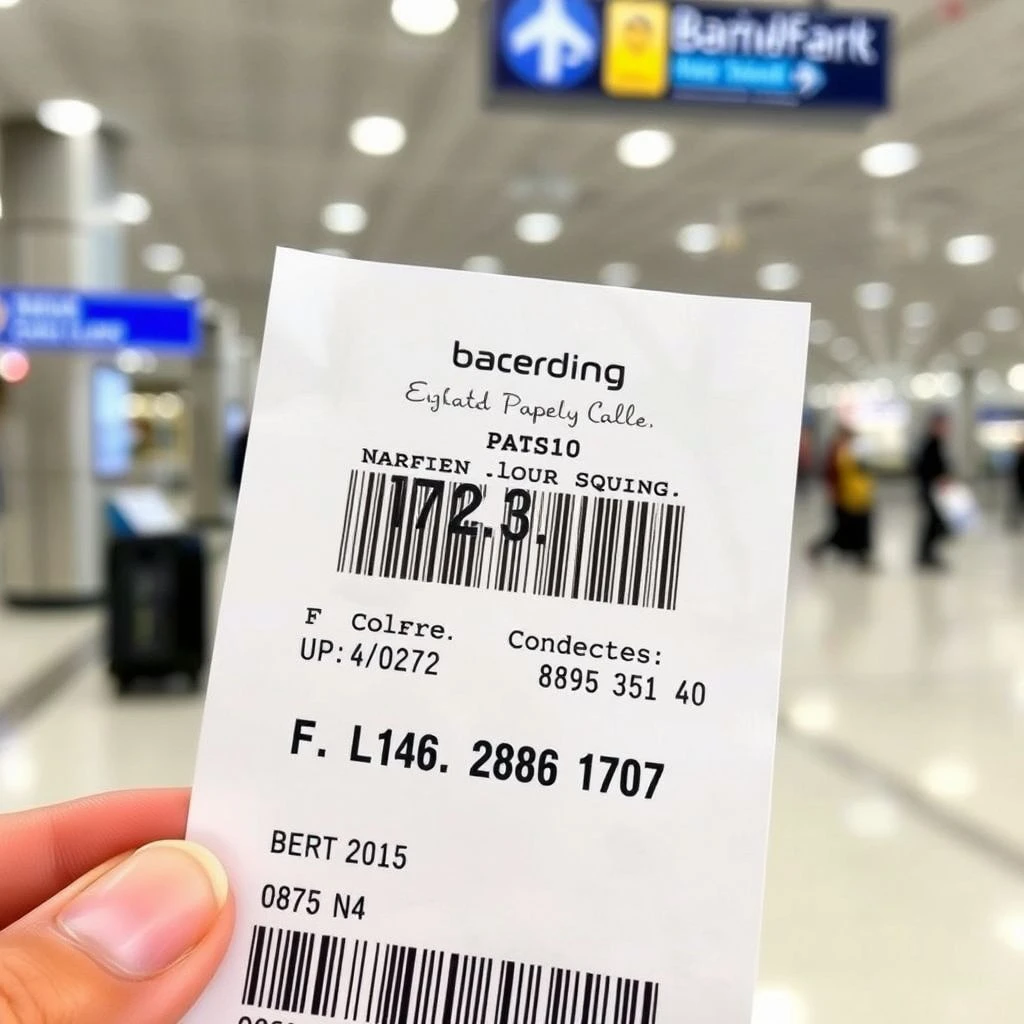 bacerding
Eyland Papely Calle.
PATS10
NARFIEN .lOUR SQUING.
172.3.
F Colfre. Condectes:
UP: 4/0272 8895 351 40
F. L146. 2886 1707
BERT 2015
0875 N4